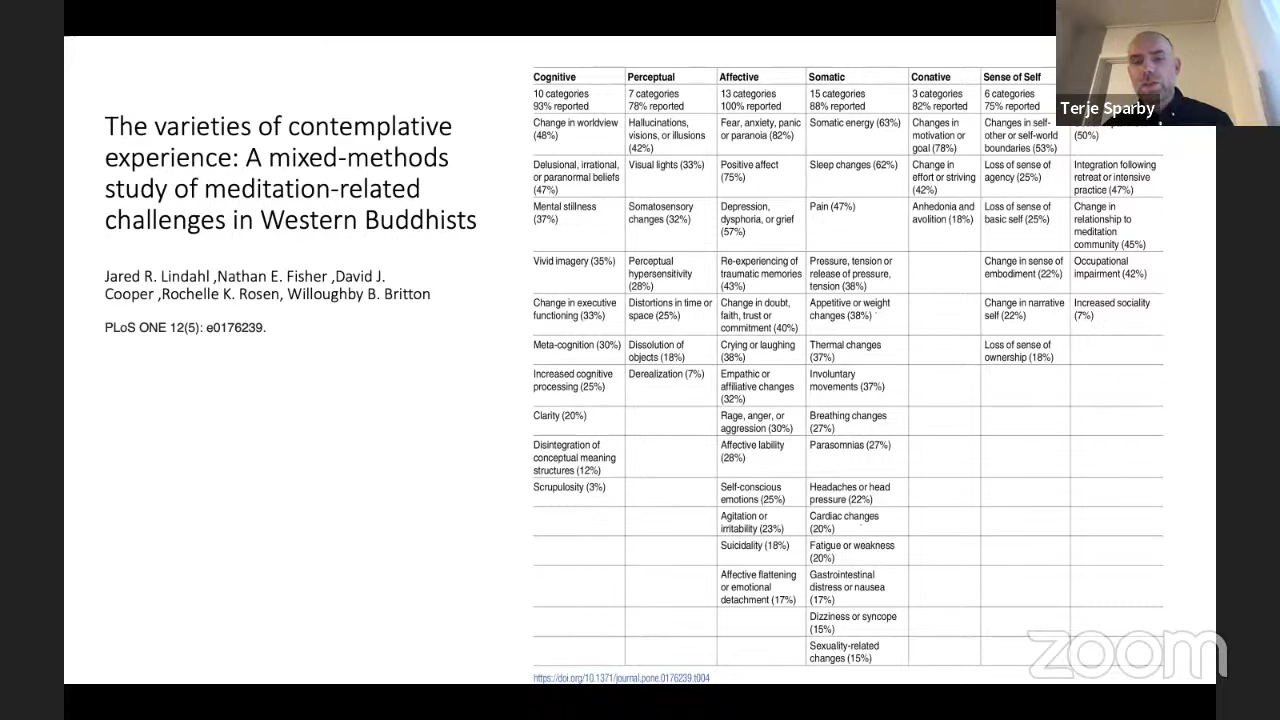 The varieties of contemplative
experience: A mixed-methods
study of meditation-related
challenges in Western Buddhists
Jared R. Lindahl ,Nathan E. Fisher ,David J.
Cooper ,Rochelle K. Rosen, Willoughby B. Britton
PLoS ONE 12(5): e0176239.
Terje Sparby
Cognitive Perceptual Affective Somatic Conative Sense of Self
10 categories 7 categories 13 categories 15 categories 3 categories 6 categories
93% reported 78% reported 100% reported 88% reported 82% reported 75% reported
Change in worldview
(48%)
Hallucinations,
visions, or illusions
(42%)
Fear, anxiety, panic
or paranoia (82%)
Somatic energy (63%)
Changes in
motivation or
goal (78%)
Changes in self-
other or self-world
boundaries (53%)
(50%)
Delusional, irrational,
or paranormal beliefs
(47%)
Visual lights (33%)
Positive affect
(75%)
Sleep changes (62%)
Change in
effort or striving
(42%)
Loss of sense of
agency (25%)
Integration following
retreat or intensive
practice (47%)
Mental stillness
(37%)
Somatosensory
changes (32%)
Depression,
dysphoria, or grief
(57%)
Pain (47%)
Anhedonia and
avolition (18%)
Loss of sense of
basic self (25%)
Change in
relationship to
meditation
community (45%)
Vivid imagery (35%)
Perceptual
hypersensitivity
(28%)
Re-experiencing of
traumatic memories
(43%)
Pressure, tension or
release of pressure,
tension (38%)
Change in sense of
embodiment (22%)
Occupational
impairment (42%)
Change in executive
functioning (33%)
Distortions in time or
space (25%)
Change in doubt,
faith, trust or
commitment (40%)
Appetitive or weight
changes (38%)
Change in narrative
self (22%)
Increased sociality
(7%)
Meta-cognition (30%)
Dissolution of
objects (18%)
Crying or laughing
(38%)
Thermal changes
(37%)
Loss of sense of
ownership (18%)
Increased cognitive
processing (25%)
Derealization (7%)
Empathic or
affiliative changes
(32%)
Involuntary
movements (37%)
Clarity (20%)
Rage, anger, or
aggression (30%)
Breathing changes
(27%)
Disintegration of
conceptual meaning
structures (12%)
Affective lability
(28%)
Parasomnias (27%)
Scrupulosity (3%)
Self-conscious
emotions (25%)
Headaches or head
pressure (22%)
Agitation or
irritability (23%)
Cardiac changes
(20%)
Suicidality (18%)
Fatigue or weakness
(20%)
Affective flattening
or emotional
detachment (17%)
Gastrointestinal
distress or nausea
(17%)
Dizziness or syncope
(15%)
Sexuality-related
changes (15%)
https://doi.org/10.1371/journal.pone.0176239.t004
zoom